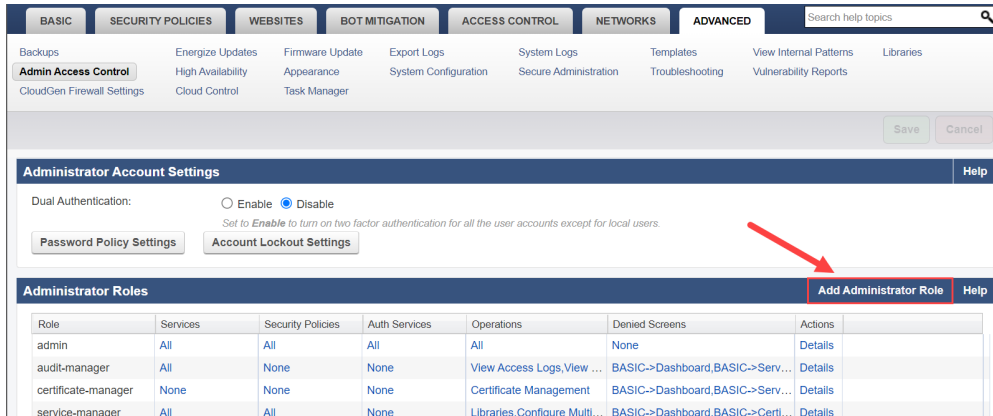 BASIC SECURITY POLICIES WEBSITES BOT MITIGATION ACCESS CONTROL NETWORKS ADVANCED Search help topics
Backups Energize Updates Firmware Update Export Logs System Logs Templates View Internal Patterns Libraries
Admin Access Control High Availability Appearance System Configuration Secure Administration Troubleshooting Vulnerability Reports
CloudGen Firewall Settings Cloud Control Task Manager
Save Cancel
Administrator Account Settings Help
Dual Authentication: Enable Disable
Set to Enable to turn on two factor authentication for all the user accounts except for local users.
Password Policy Settings Account Lockout Settings
Administrator Roles Add Administrator Role Help
Role Services Security Policies Auth Services Operations Denied Screens Actions
admin All All All All None Details
audit-manager All None None View Access Logs,View ... BASIC->Dashboard,BASIC->Serv... Details
certificate-manager None None None Certificate Management BASIC->Dashboard,BASIC->Serv... Details
service-manager All All None Libraries,Configure Multi... BASIC->Dashboard,BASIC->Certi... Details